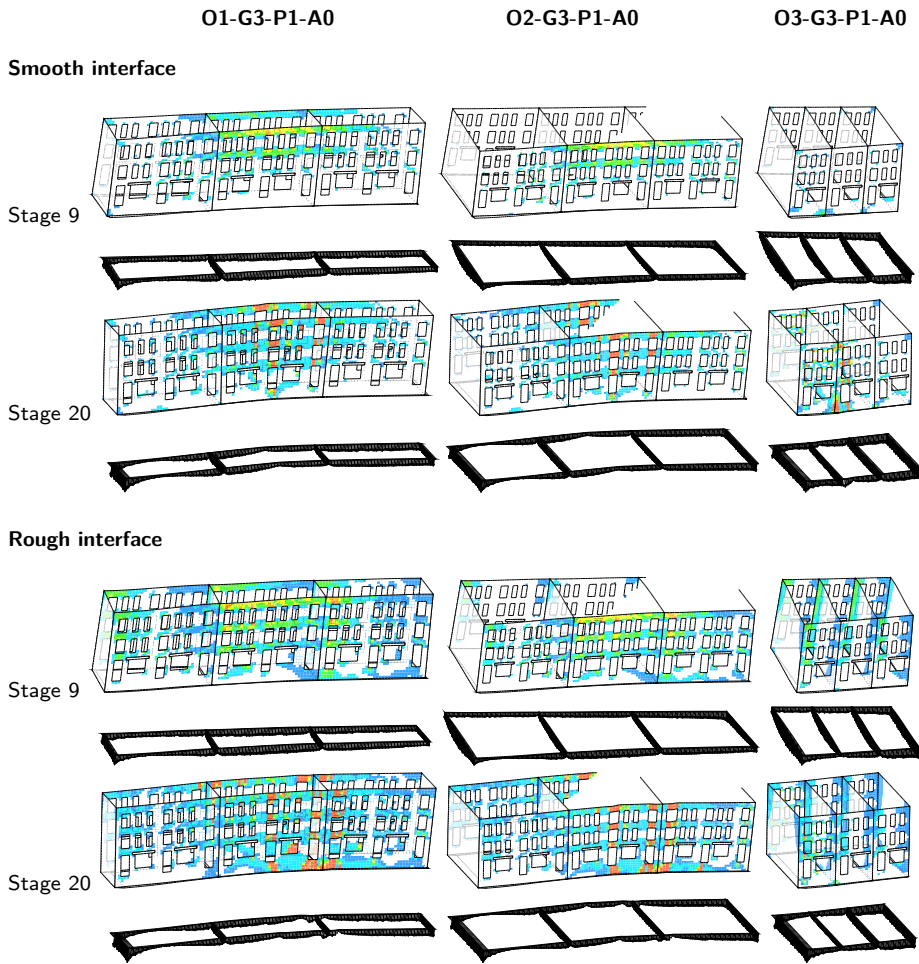 O1-G3-P1-A0 O2-G3-P1-A0 O3-G3-P1-A0
Smooth interface
Stage 9
Stage 20
Rough interface
Stage 9
Stage 20